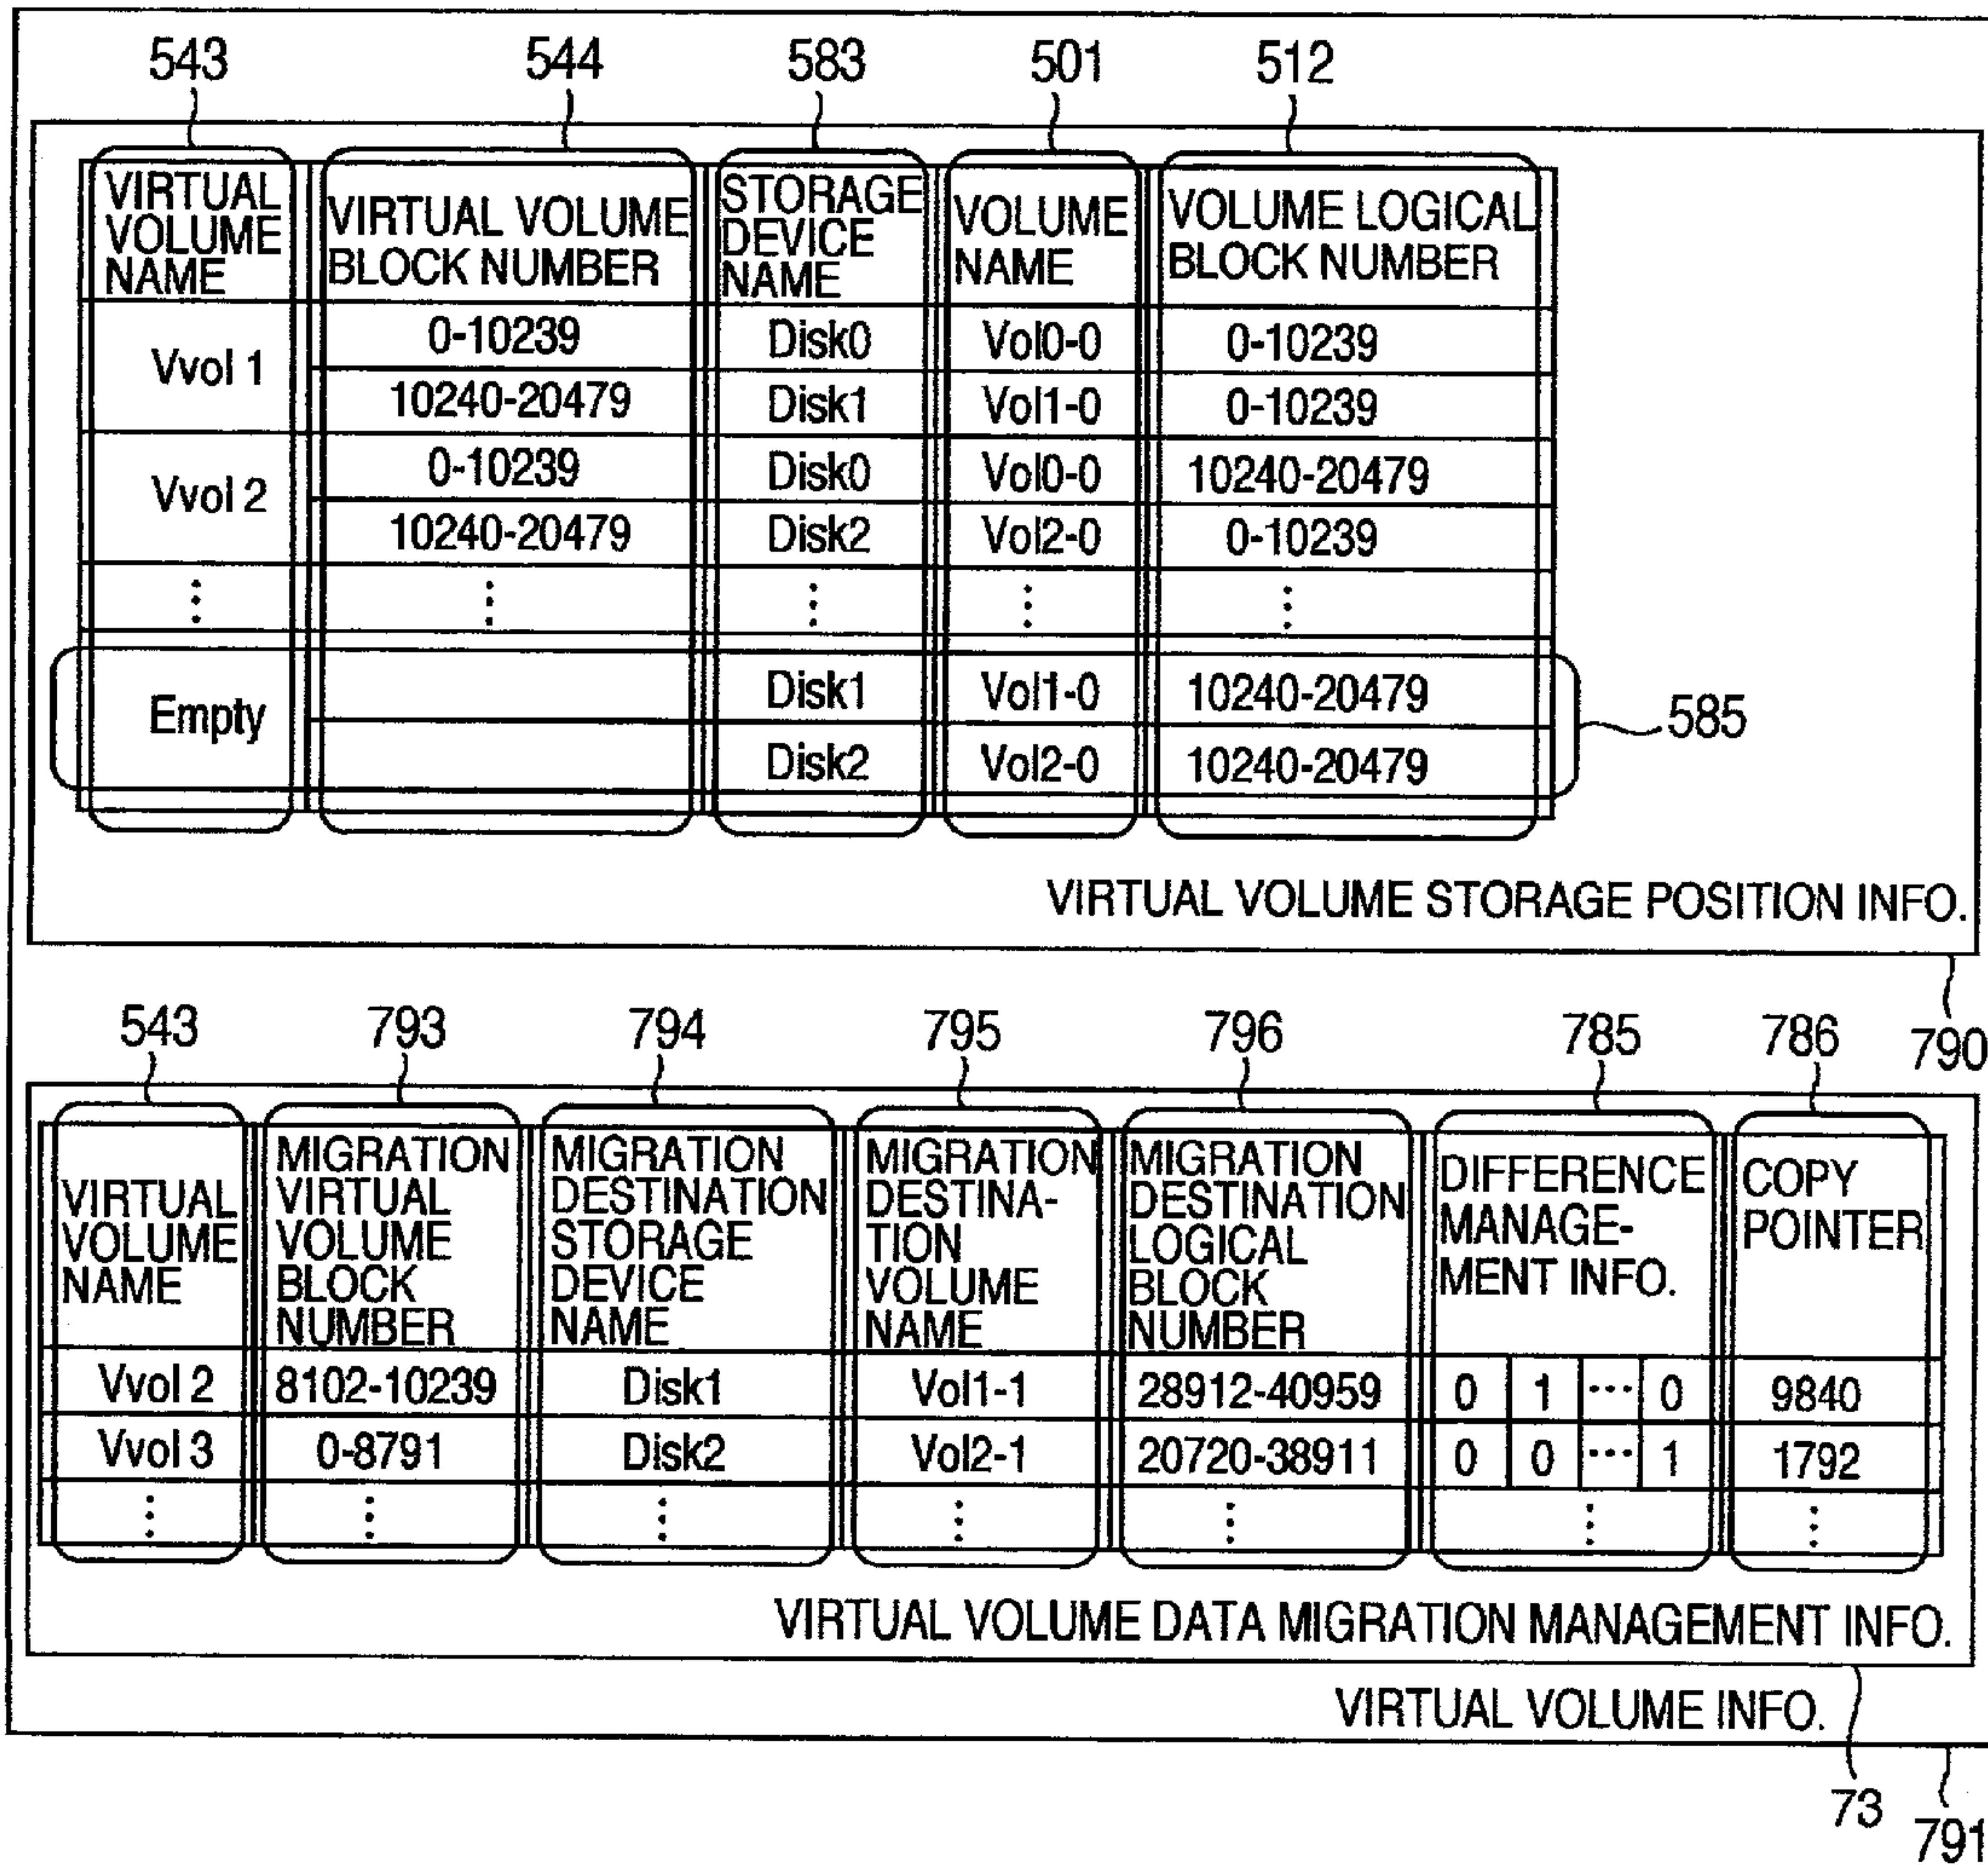 543 544 583 501 512
VIRTUAL VOLUME NAME VIRTUAL VOLUME BLOCK NUMBER STORAGE DEVICE NAME VOLUME NAME VOLUME LOGICAL BLOCK NUMBER
Vvol 1 0-10239 Disk0 Vol0-0 0-10239
10240-20479 Disk1 Vol1-0 0-10239
Vvol 2 0-10239 Disk0 Vol0-0 10240-20479
10240-20479 Disk2 Vol2-0 0-10239
⋮ ⋮ ⋮ ⋮ ⋮
Empty Disk1 Vol1-0 10240-20479
Disk2 Vol2-0 10240-20479
585
VIRTUAL VOLUME STORAGE POSITION INFO.
790
543 793 794 795 796 785 786
VIRTUAL VOLUME NAME MIGRATION VIRTUAL VOLUME BLOCK NUMBER MIGRATION DESTINATION STORAGE DEVICE NAME MIGRATION DESTINA-TION VOLUME NAME MIGRATION DESTINATION LOGICAL BLOCK NUMBER DIFFERENCE MANAGE-MENT INFO. COPY POINTER
Vvol 2 8102-10239 Disk1 Vol1-1 28912-40959 0 1 ... 0 9840
Vvol 3 0-8791 Disk2 Vol2-1 20720-38911 0 0 ... 1 1792
⋮ ⋮ ⋮ ⋮ ⋮ ⋮ ⋮
VIRTUAL VOLUME DATA MIGRATION MANAGEMENT INFO.
VIRTUAL VOLUME INFO.
73
791